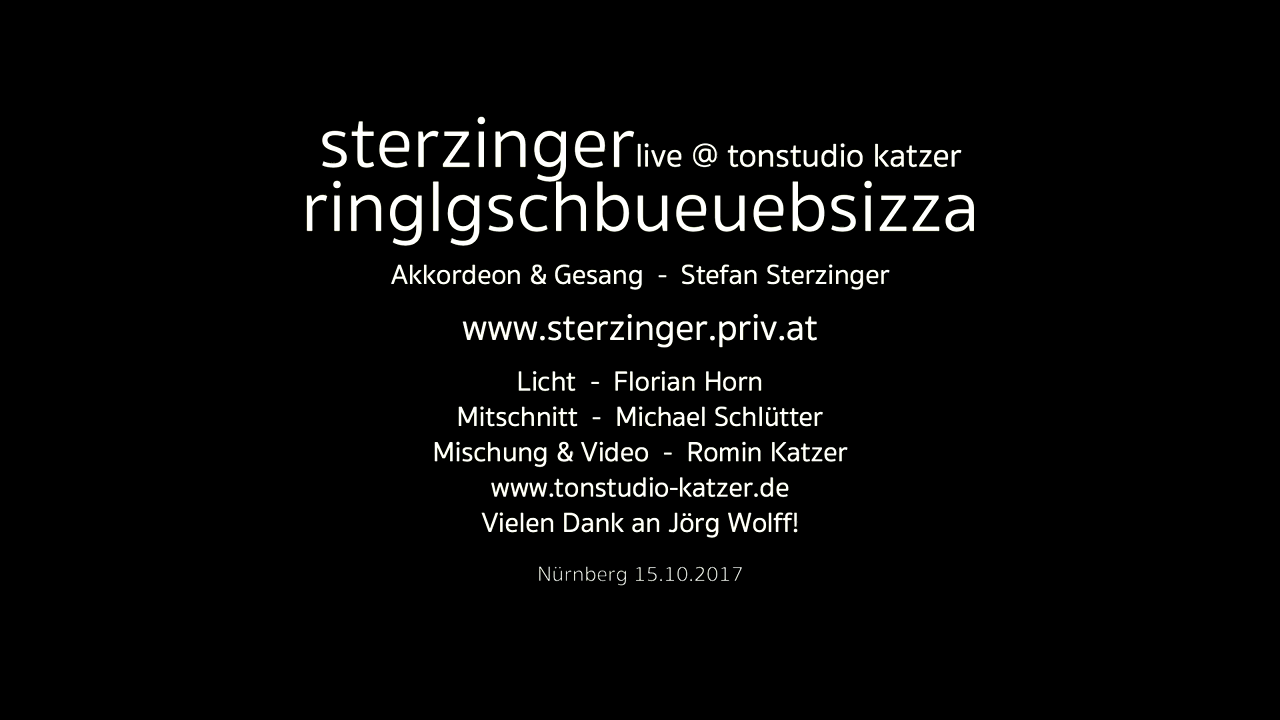 sterzinger live @ tonstudio katzer
ringlgschbueuebsizza
Akkordeon & Gesang - Stefan Sterzinger
www.sterzinger.priv.at
Licht - Florian Horn
Mitschnitt - Michael Schlütter
Mischung & Video - Romin Katzer
www.tonstudio-katzer.de
Vielen Dank an Jörg Wolff!
Nürnberg 15.10.2017